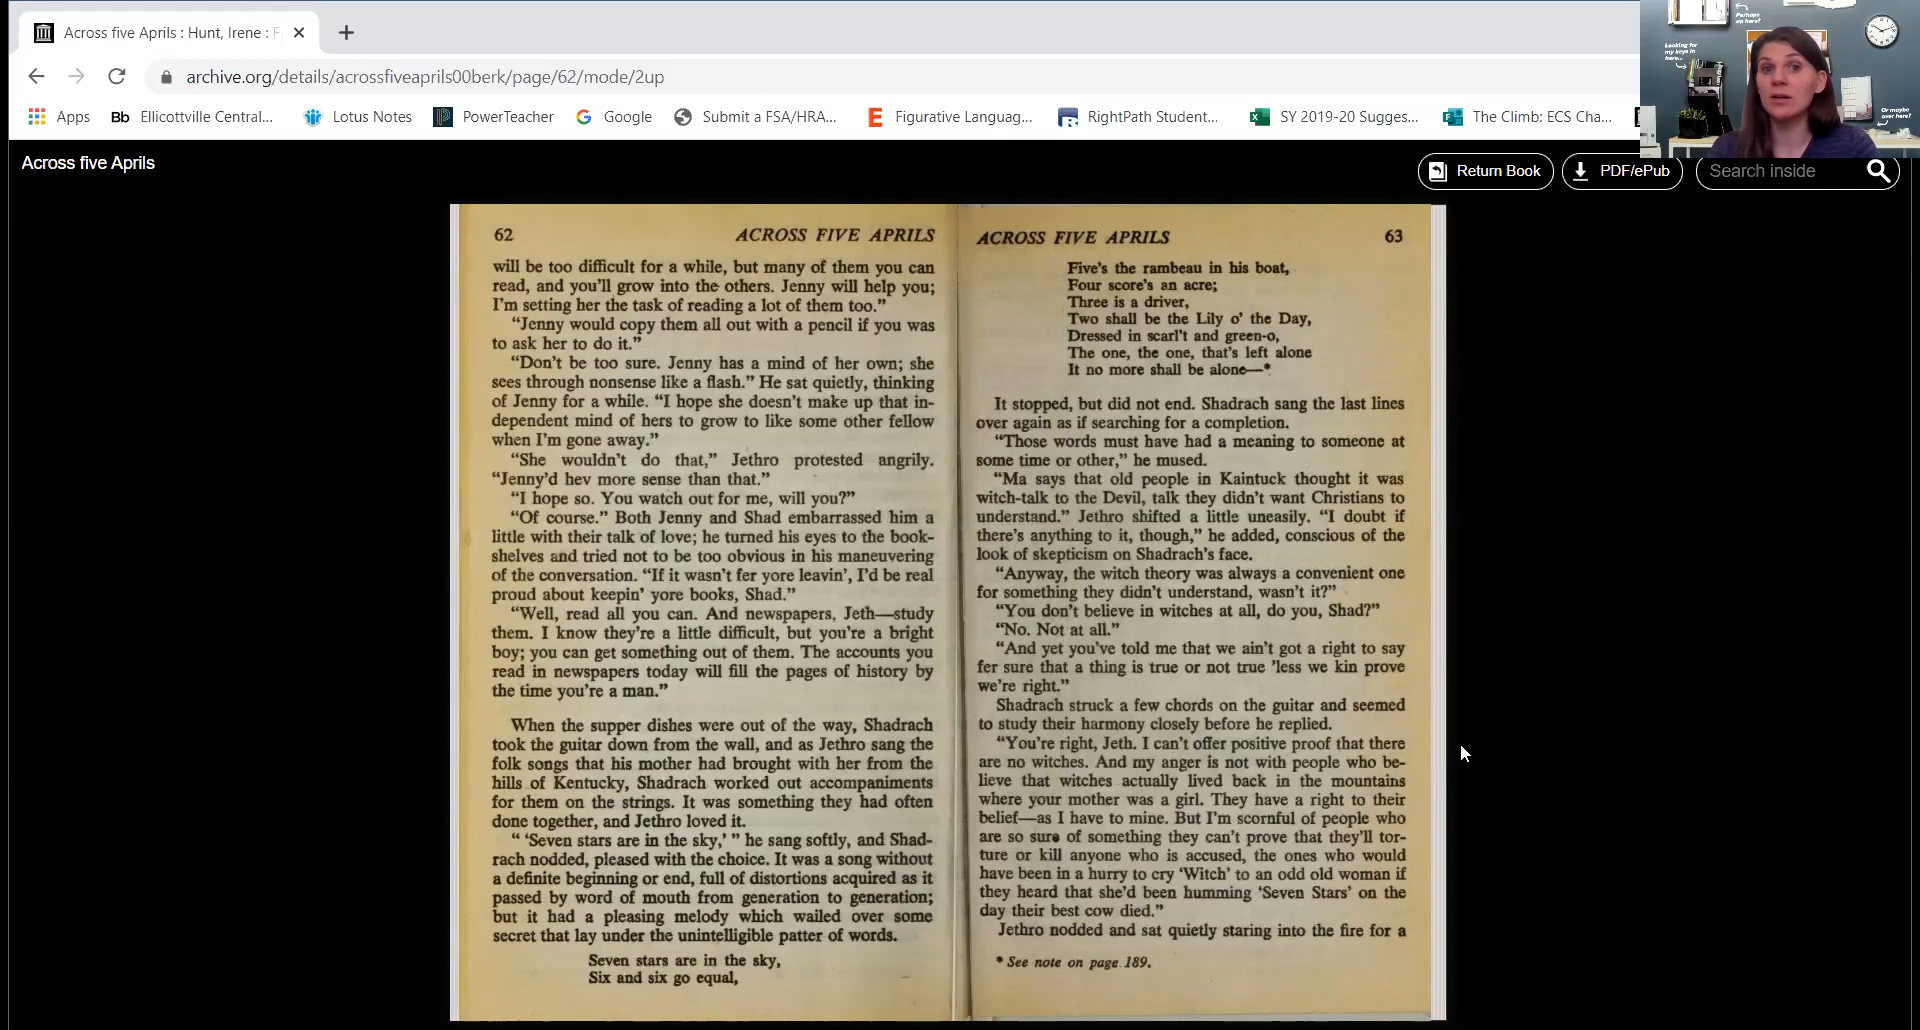 Across five Aprils : Hunt, Irene : F
archive.org/details/acrossfiveaprils00berk/page/62/mode/2up
Apps
Bb Ellicottville Central...
Lotus Notes
PowerTeacher
Google
Submit a FSA/HRA...
Figurative Languag...
RightPath Student...
SY 2019-20 Sugges...
The Climb: ECS Cha...
Perhaps
up here?
Looking for
my keys in
here...
Or maybe
over here?
Across five Aprils
Return Book
PDF/ePub
Search inside
62 ACROSS FIVE APRILS
will be too difficult for a while, but many of them you can
read, and you'll grow into the others. Jenny will help you;
I'm setting her the task of reading a lot of them too.”
“Jenny would copy them all out with a pencil if you was
to ask her to do it.”
“Don't be too sure. Jenny has a mind of her own; she
sees through nonsense like a flash.” He sat quietly, thinking
of Jenny for a while. “I hope she doesn't make up that in-
dependent mind of hers to grow to like some other fellow
when I'm gone away.”
“She wouldn't do that,” Jethro protested angrily.
“Jenny'd hev more sense than that.”
“I hope so. You watch out for me, will you?”
“Of course.” Both Jenny and Shad embarrassed him a
little with their talk of love; he turned his eyes to the book-
shelves and tried not to be too obvious in his maneuvering
of the conversation. “If it wasn't fer yore leavin', I'd be real
proud about keepin' yore books, Shad.”
“Well, read all you can. And newspapers, Jeth—study
them. I know they're a little difficult, but you're a bright
boy; you can get something out of them. The accounts you
read in newspapers today will fill the pages of history by
the time you're a man.”
When the supper dishes were out of the way, Shadrach
took the guitar down from the wall, and as Jethro sang the
folk songs that his mother had brought with her from the
hills of Kentucky, Shadrach worked out accompaniments
for them on the strings. It was something they had often
done together, and Jethro loved it.
“ ‘Seven stars are in the sky,’ ” he sang softly, and Shad-
rach nodded, pleased with the choice. It was a song without
a definite beginning or end, full of distortions acquired as it
passed by word of mouth from generation to generation;
but it had a pleasing melody which wailed over some
secret that lay under the unintelligible patter of words.
Seven stars are in the sky,
Six and six go equal,
ACROSS FIVE APRILS 63
Five's the rambeau in his boat,
Four score's an acre;
Three is a driver,
Two shall be the Lily o' the Day,
Dressed in scarl't and green-o,
The one, the one, that's left alone
It no more shall be alone—*
It stopped, but did not end. Shadrach sang the last lines
over again as if searching for a completion.
“Those words must have had a meaning to someone at
some time or other,” he mused.
“Ma says that old people in Kaintuck thought it was
witch-talk to the Devil, talk they didn't want Christians to
understand.” Jethro shifted a little uneasily. “I doubt if
there's anything to it, though,” he added, conscious of the
look of skepticism on Shadrach's face.
“Anyway, the witch theory was always a convenient one
for something they didn't understand, wasn't it?”
“You don't believe in witches at all, do you, Shad?”
“No. Not at all.”
“And yet you've told me that we ain't got a right to say
fer sure that a thing is true or not true 'less we kin prove
we're right.”
Shadrach struck a few chords on the guitar and seemed
to study their harmony closely before he replied.
“You're right, Jeth. I can't offer positive proof that there
are no witches. And my anger is not with people who be-
lieve that witches actually lived back in the mountains
where your mother was a girl. They have a right to their
belief—as I have to mine. But I'm scornful of people who
are so sure of something they can't prove that they'll tor-
ture or kill anyone who is accused, the ones who would
have been in a hurry to cry ‘Witch’ to an odd old woman if
they heard that she'd been humming ‘Seven Stars’ on the
day their best cow died.”
Jethro nodded and sat quietly staring into the fire for a
* See note on page 189.